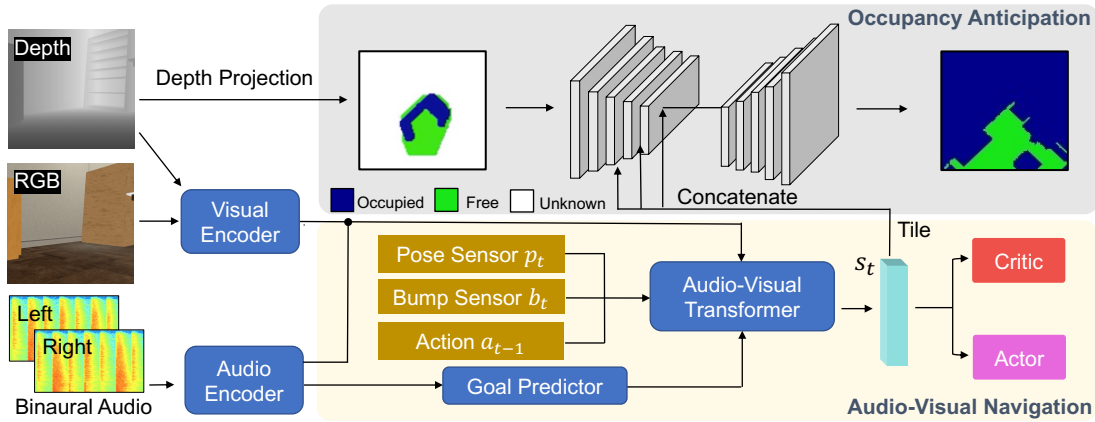 Occupancy Anticipation
Depth
Depth Projection
RGB
Occupied
Free
Unknown
Concatenate
Visual
Encoder
Tile
Pose Sensor p_t
Bump Sensor b_t
Action a_{t−1}
Audio-Visual
Transformer
s_t
Critic
Actor
Left
Right
Binaural Audio
Audio
Encoder
Goal Predictor
Audio-Visual Navigation